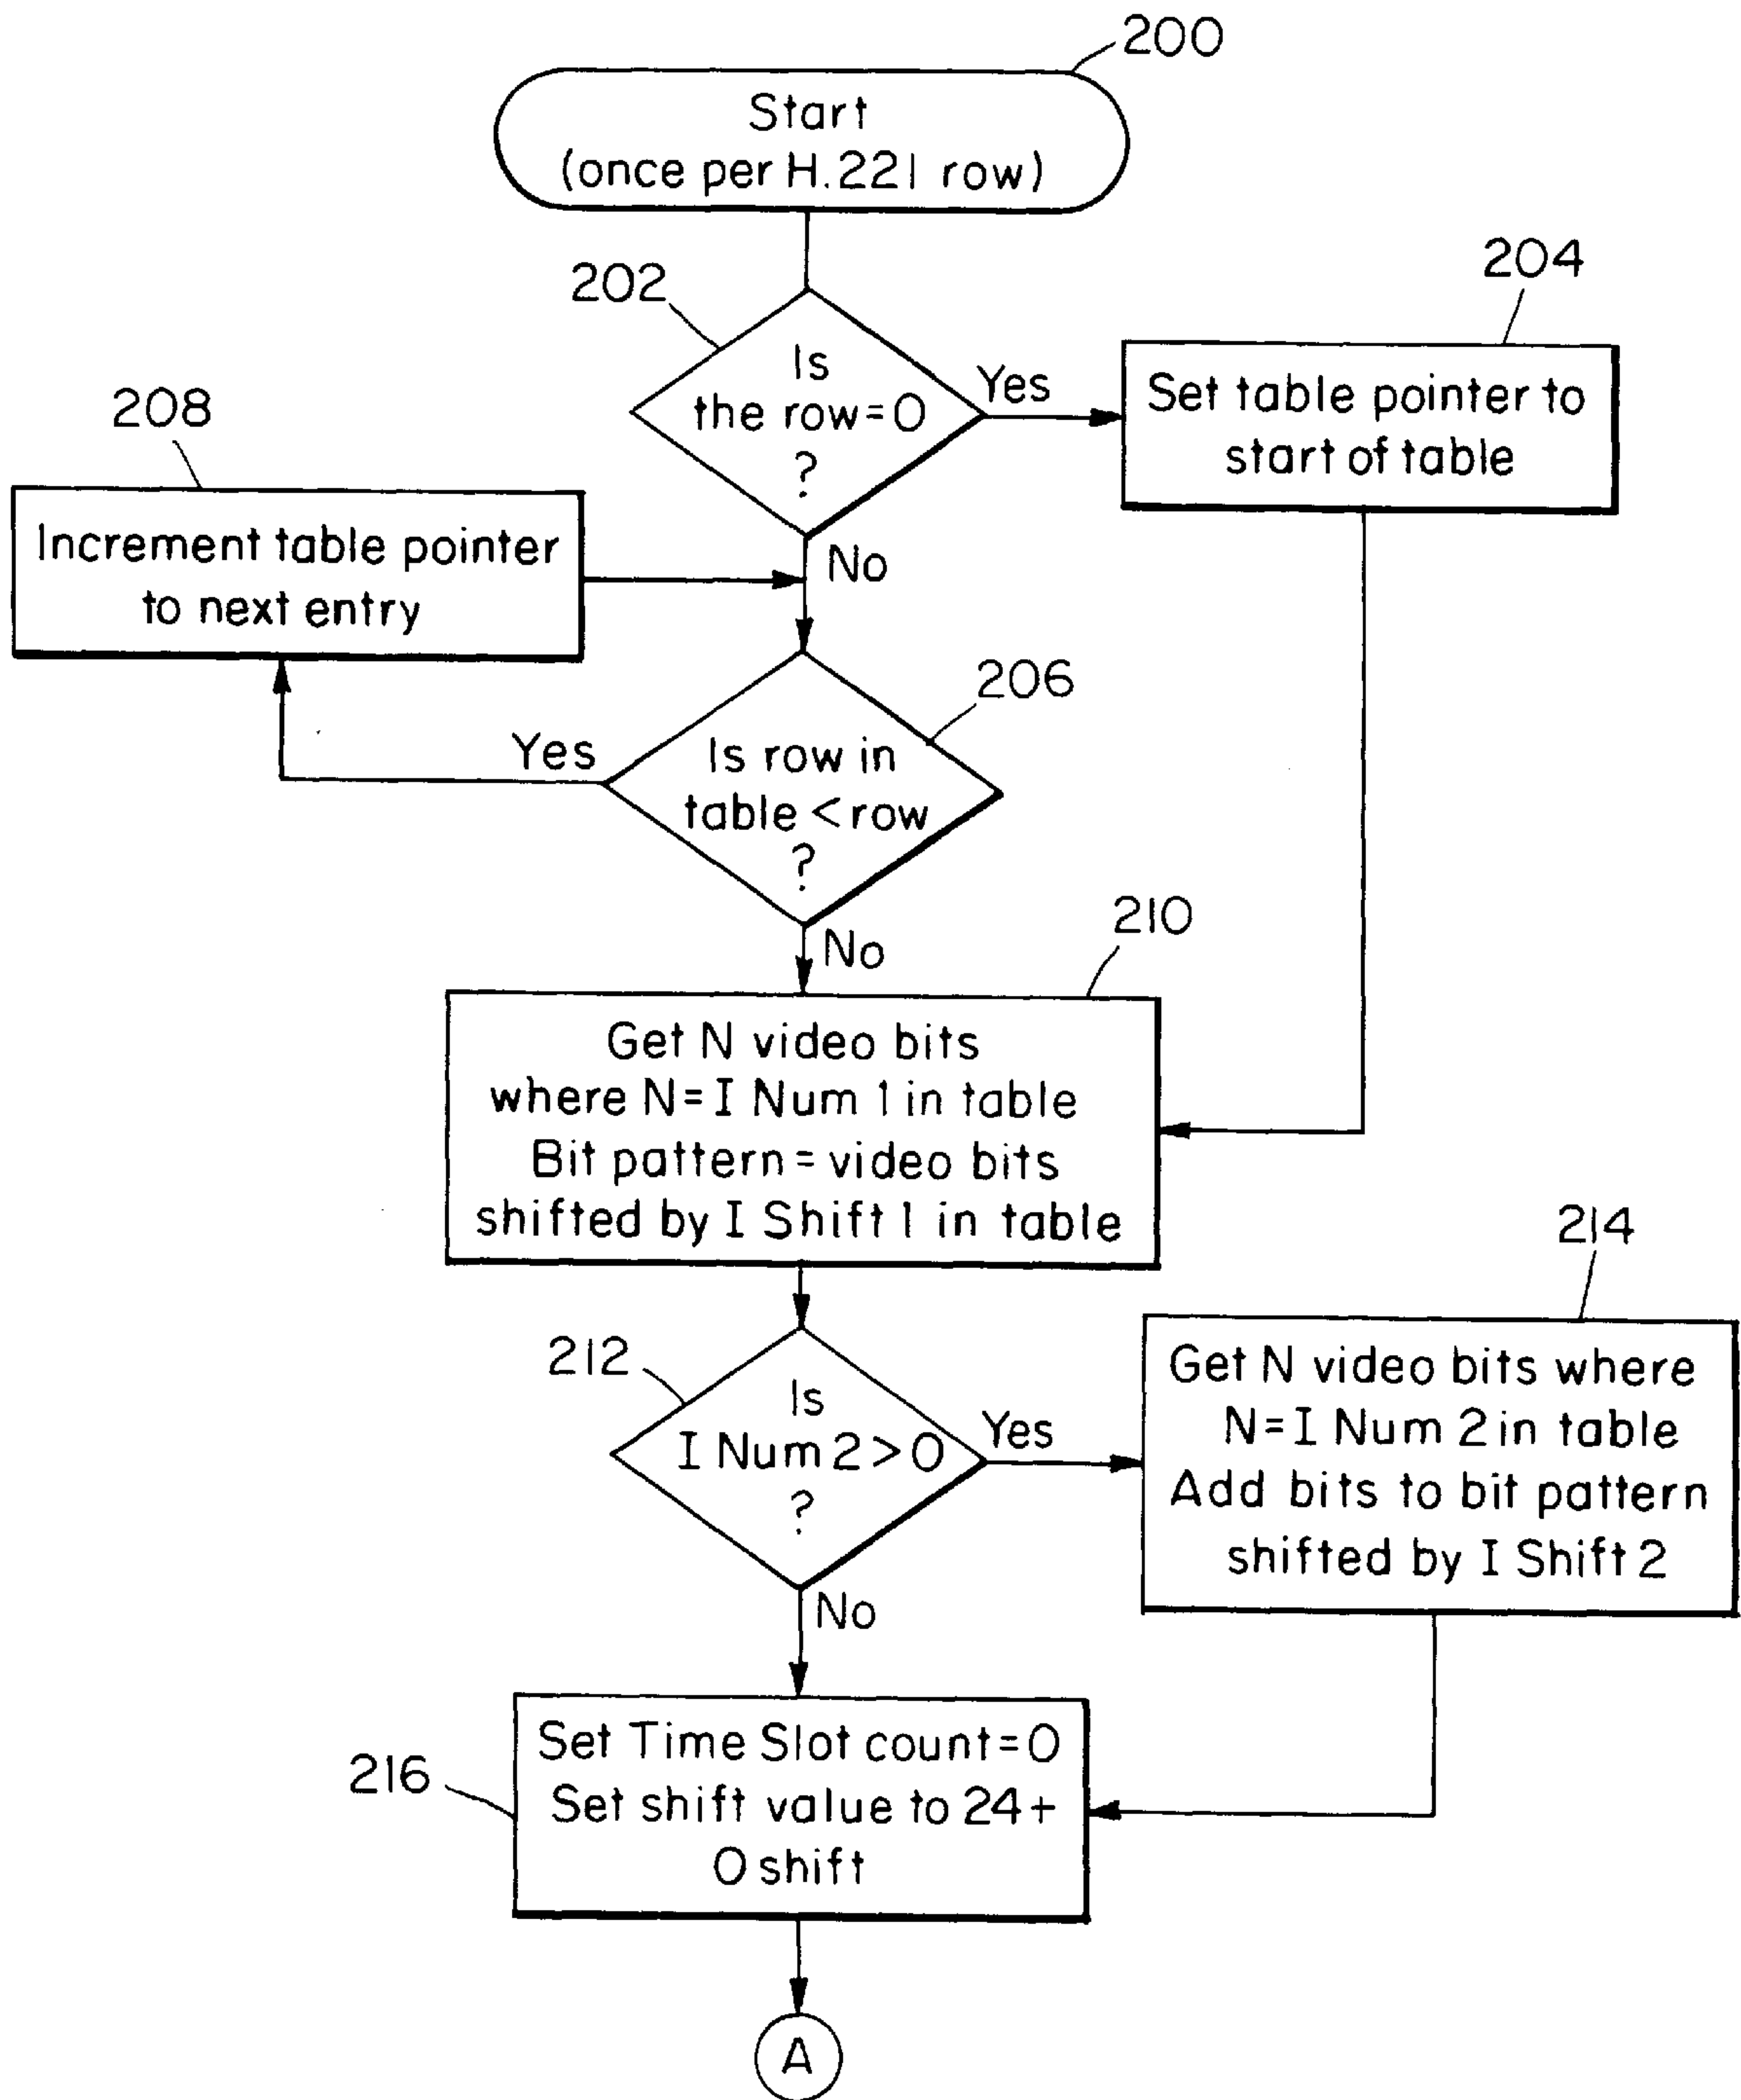 200
Start
(once per H.221 row)
202
Is
the row=0
?
Yes
204
Set table pointer to
start of table
208
Increment table pointer
to next entry
No
206
Is row in
table < row
?
Yes
No
210
Get N video bits
where N=I Num 1 in table
Bit pattern = video bits
shifted by I Shift 1 in table
212
Is
I Num 2 > 0
?
Yes
214
Get N video bits where
N=I Num 2 in table
Add bits to bit pattern
shifted by I Shift 2
No
216
Set Time Slot count=0
Set shift value to 24+
O shift
A